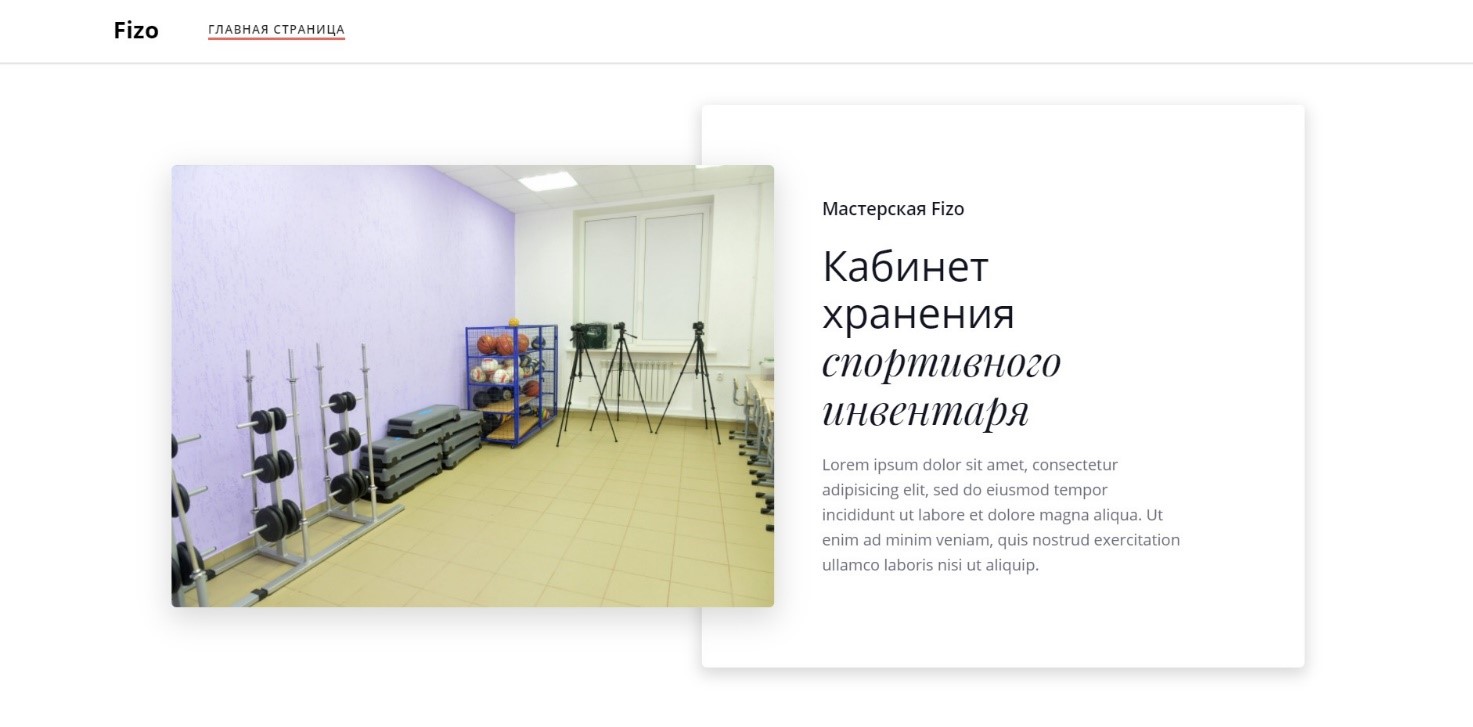 Fizo
ГЛАВНАЯ СТРАНИЦА
Мастерская Fizo
Кабинет
хранения
спортивного
инвентаря
Lorem ipsum dolor sit amet, consectetur
adipisicing elit, sed do eiusmod tempor
incididunt ut labore et dolore magna aliqua. Ut
enim ad minim veniam, quis nostrud exercitation
ullamco laboris nisi ut aliquip.